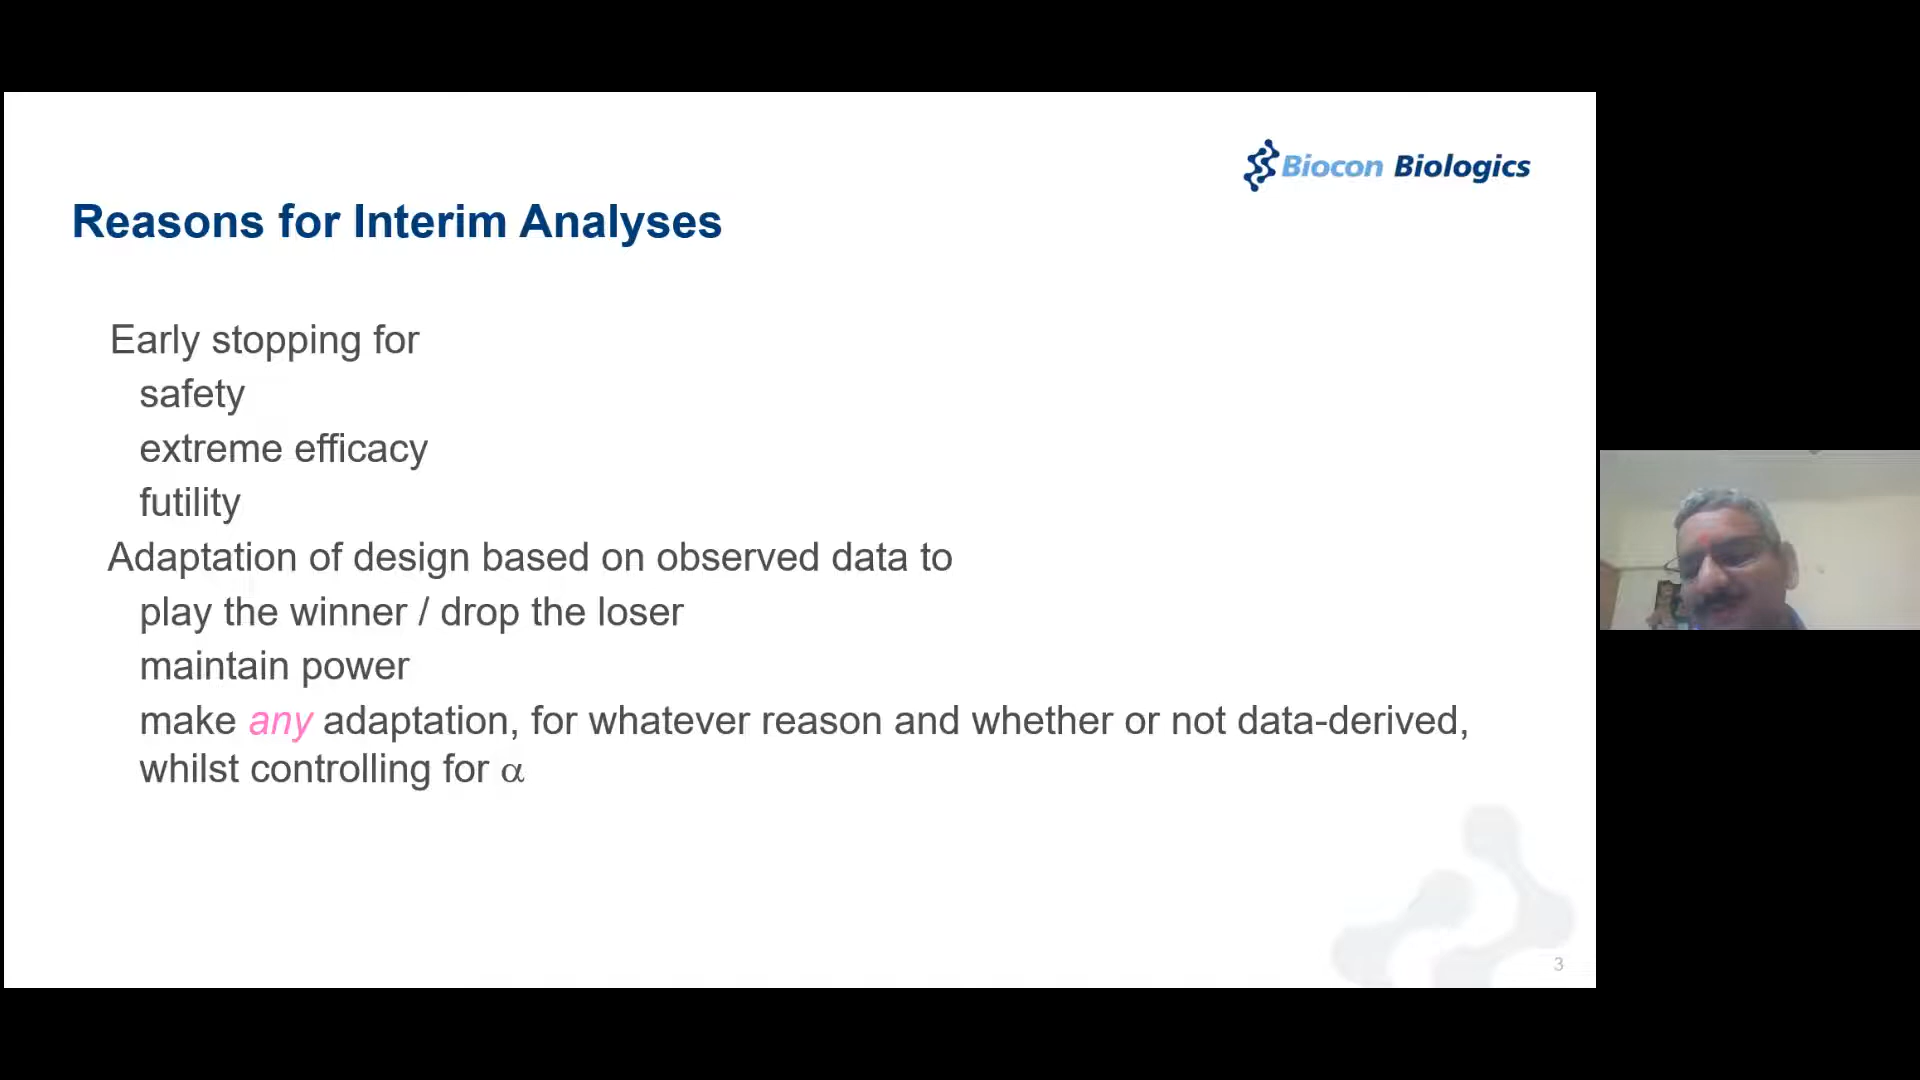 Biocon Biologics
Reasons for Interim Analyses
Early stopping for
safety
extreme efficacy
futility
Adaptation of design based on observed data to
play the winner / drop the loser
maintain power
make any adaptation, for whatever reason and whether or not data-derived,
whilst controlling for α
3